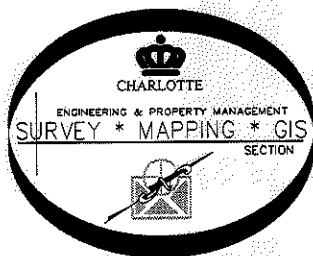 CHARLOTTE
ENGINEERING & PROPERTY MANAGEMENT
SURVEY * MAPPING * GIS
SECTION